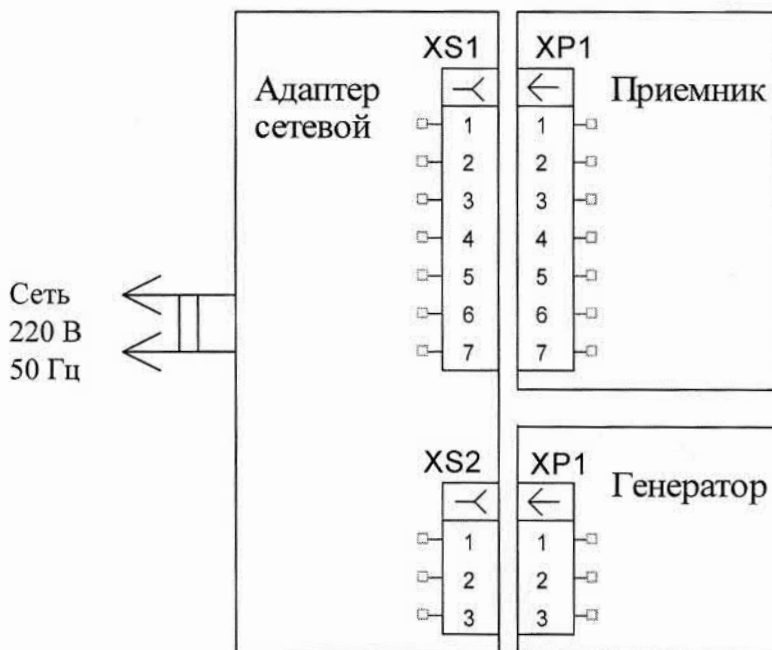 XS1
XP1
Адаптер
сетевой
Приемник
1
2
3
4
5
6
7
1
2
3
4
5
6
7
Сеть
220 В
50 Гц
XS2
XP1
Генератор
1
2
3
1
2
3